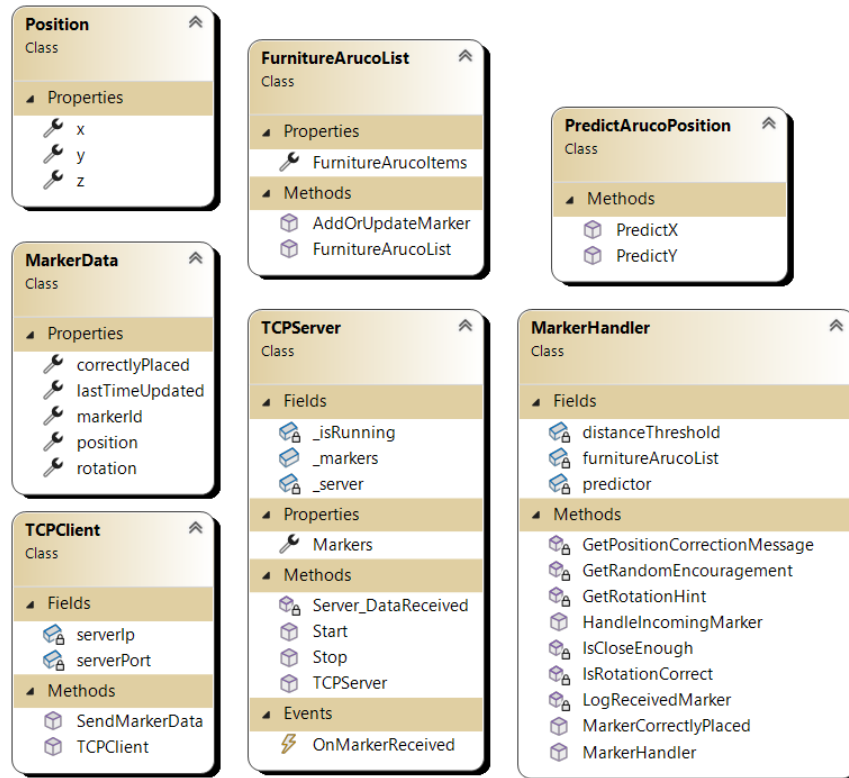 Position
Class
Properties
x
y
z
MarkerData
Class
Properties
correctlyPlaced
lastTimeUpdated
markerId
position
rotation
TCPClient
Class
Fields
serverIp
serverPort
Methods
SendMarkerData
TCPClient
FurnitureArucoList
Class
Properties
FurnitureArucoItems
Methods
AddOrUpdateMarker
FurnitureArucoList
TCPServer
Class
Fields
_isRunning
_markers
_server
Properties
Markers
Methods
Server_DataReceived
Start
Stop
TCPServer
Events
OnMarkerReceived
PredictArucoPosition
Class
Methods
PredictX
PredictY
MarkerHandler
Class
Fields
distanceThreshold
furnitureArucoList
predictor
Methods
GetPositionCorrectionMessage
GetRandomEncouragement
GetRotationHint
HandleIncomingMarker
IsCloseEnough
IsRotationCorrect
LogReceivedMarker
MarkerCorrectlyPlaced
MarkerHandler